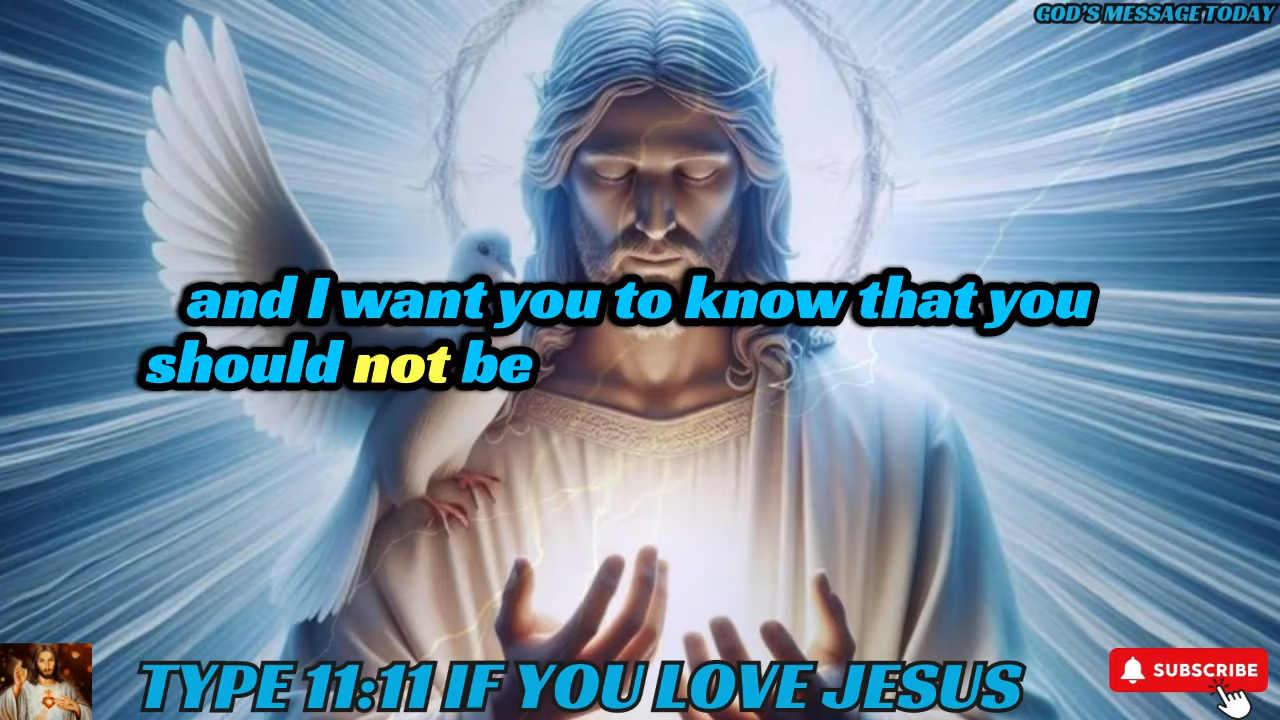 GOD'S MESSAGE TODAY
and I want you to know that you
should not be
TYPE 11:11 IF YOU LOVE JESUS
SUBSCRIBE